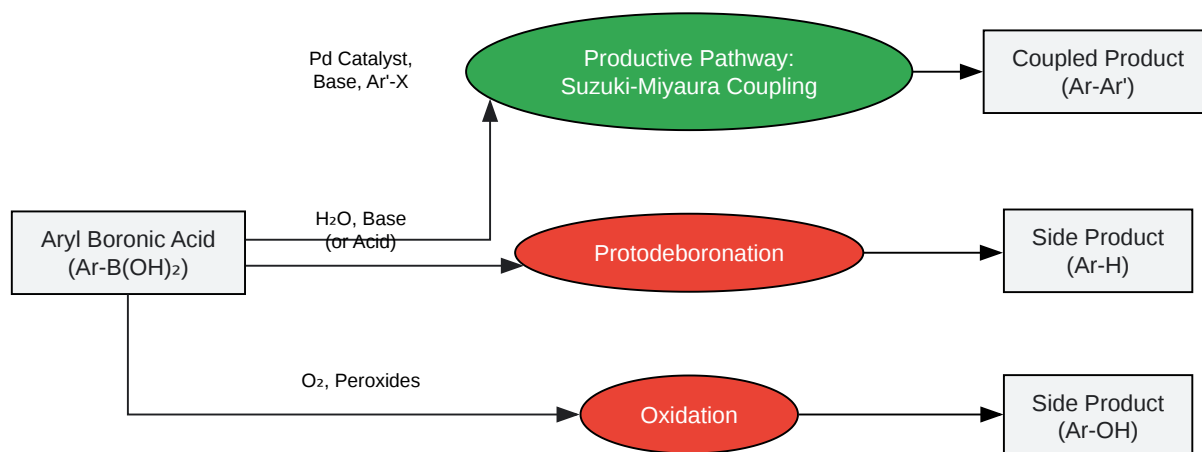 Pd Catalyst,
Base, Ar'-X
Productive Pathway:
Suzuki-Miyaura Coupling
Coupled Product
(Ar-Ar')
Aryl Boronic Acid
(Ar-B(OH)₂)
H₂O, Base
(or Acid)
Protodeboronation
Side Product
(Ar-H)
O₂, Peroxides
Oxidation
Side Product
(Ar-OH)